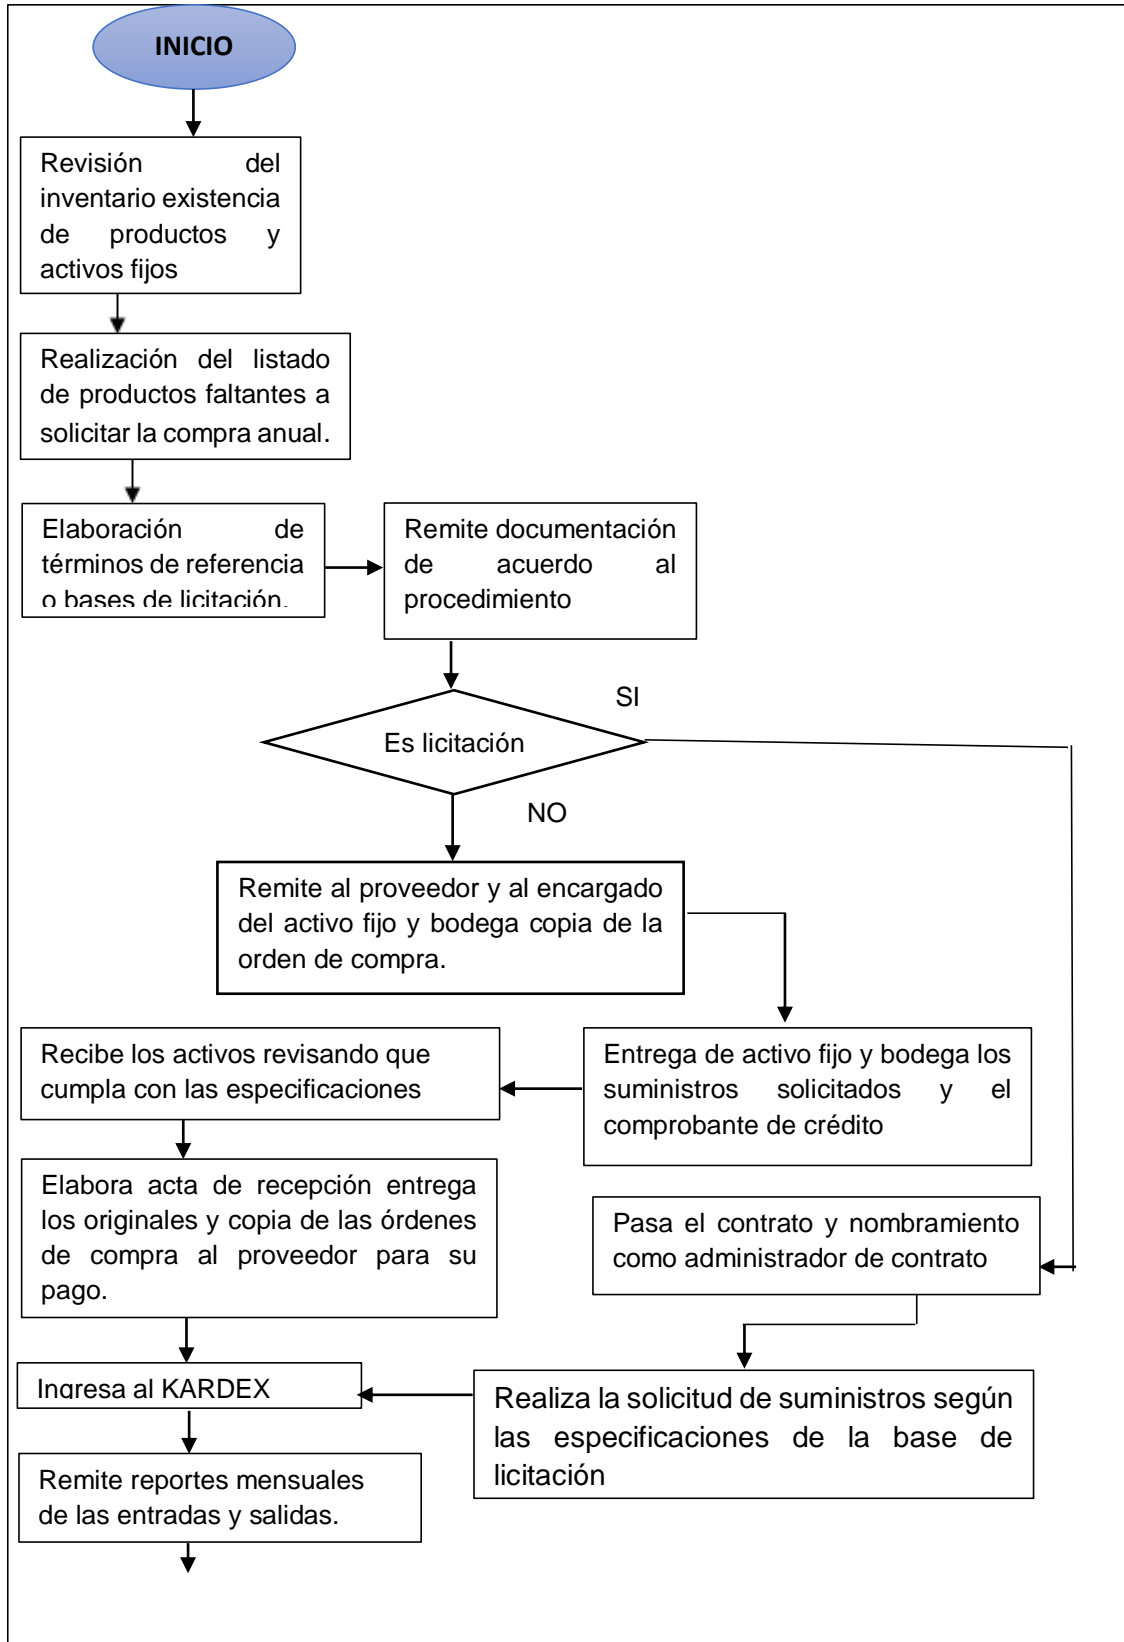 INICIO
Revisión del
inventario existencia
de productos y
activos fijos
Realización del listado
de productos faltantes a
solicitar la compra anual.
Elaboración de
términos de referencia
o bases de licitación.
Remite documentación
de acuerdo al
procedimiento
SI
Es licitación
NO
Remite al proveedor y al encargado
del activo fijo y bodega copia de la
orden de compra.
Recibe los activos revisando que
cumpla con las especificaciones
Entrega de activo fijo y bodega los
suministros solicitados y el
comprobante de crédito
Elabora acta de recepción entrega
los originales y copia de las órdenes
de compra al proveedor para su
pago.
Pasa el contrato y nombramiento
como administrador de contrato
Ingresa al KARDEX
Realiza la solicitud de suministros según
las especificaciones de la base de
licitación
Remite reportes mensuales
de las entradas y salidas.